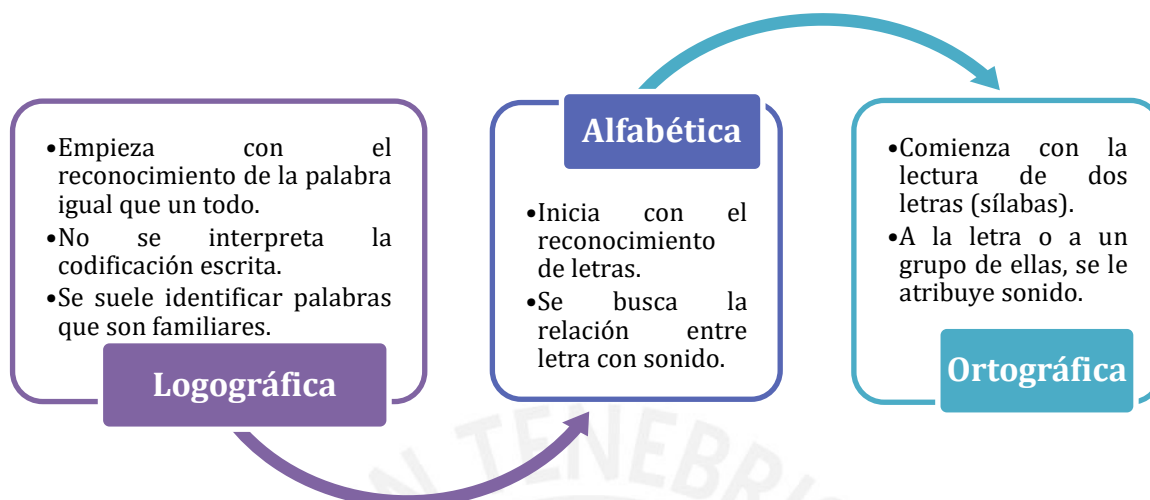 •Empieza con el
reconocimiento de la palabra
igual que un todo.
•No se interpreta la
codificación escrita.
•Se suele identificar palabras
que son familiares.
Logográfica
Alfabética
•Inicia con el
reconocimiento
de letras.
•Se busca la
relación entre
letra con sonido.
•Comienza con la
lectura de dos
letras (sílabas).
•A la letra o a un
grupo de ellas, se le
atribuye sonido.
Ortográfica
TENEBRI